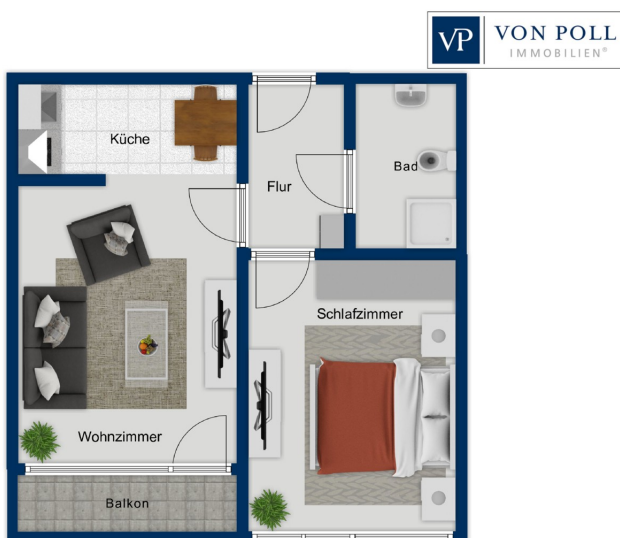 VP VON POLL
IMMOBILIEN®
Küche
Bad
Flur
Schlafzimmer
Wohnzimmer
Balkon